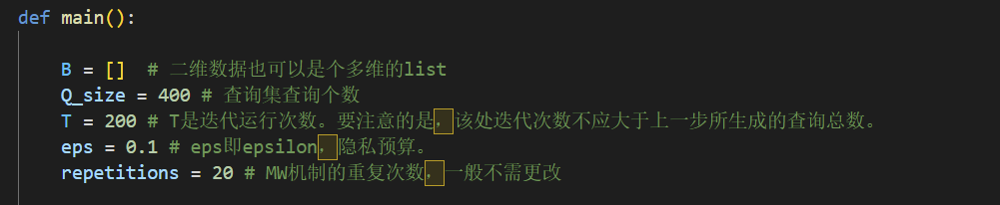 def main():
B = []  # 二维数据也可以是个多维的list
Q_size = 400 # 查询集查询个数
T = 200 # T是迭代运行次数。要注意的是，该处迭代次数不应大于上一步所生成的查询总数。
eps = 0.1 # eps即epsilon，隐私预算。
repetitions = 20 # MW机制的重复次数，一般不需更改